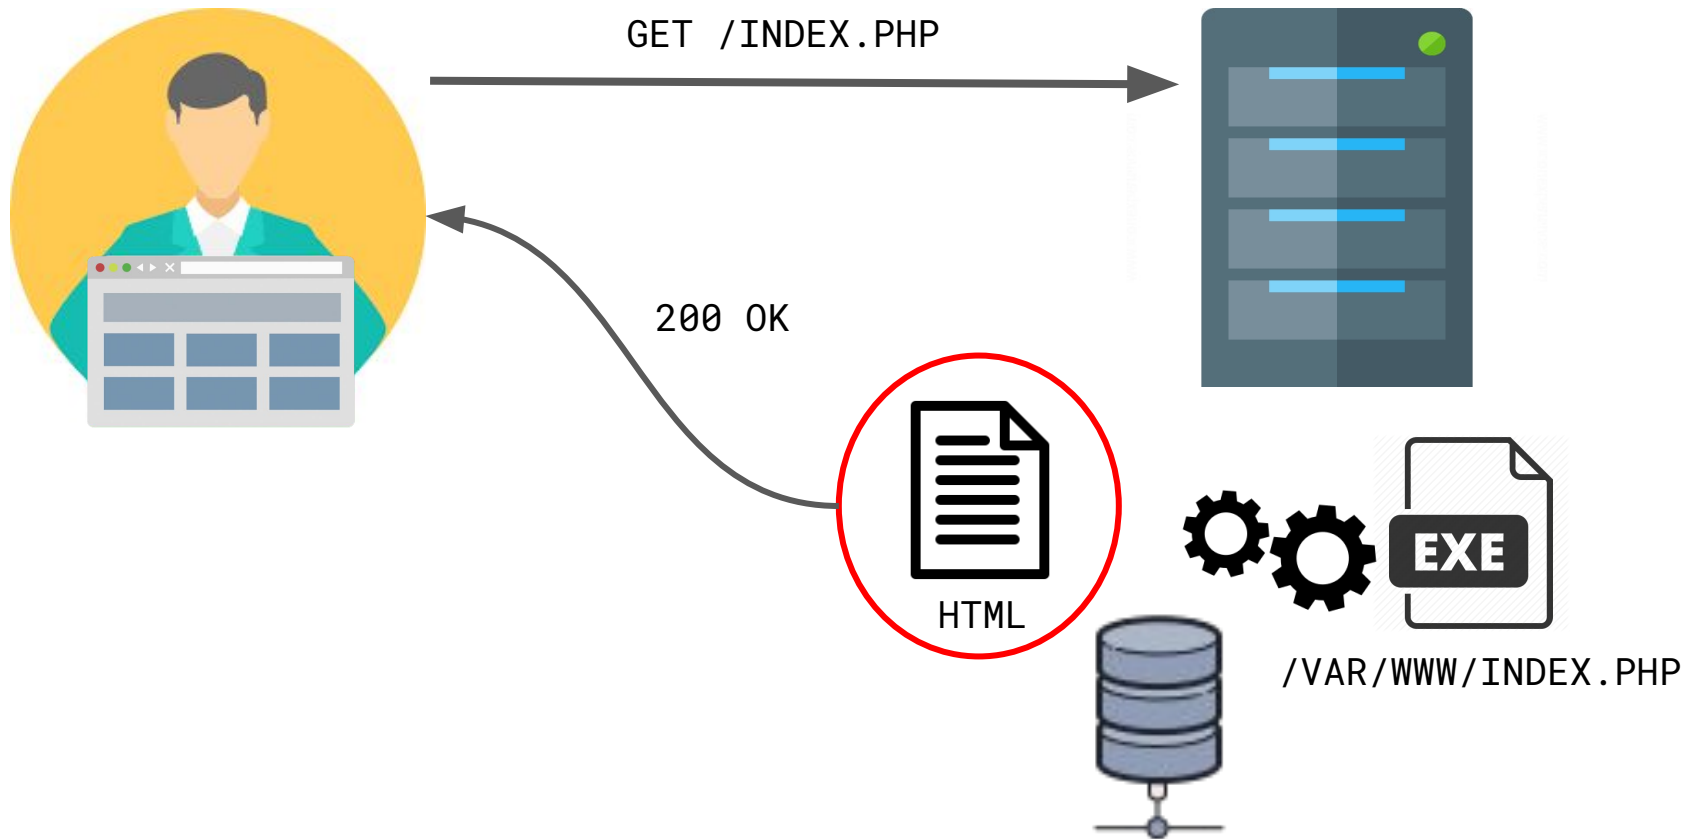 GET /INDEX.PHP
200 OK
HTML
EXE
/VAR/WWW/INDEX.PHP